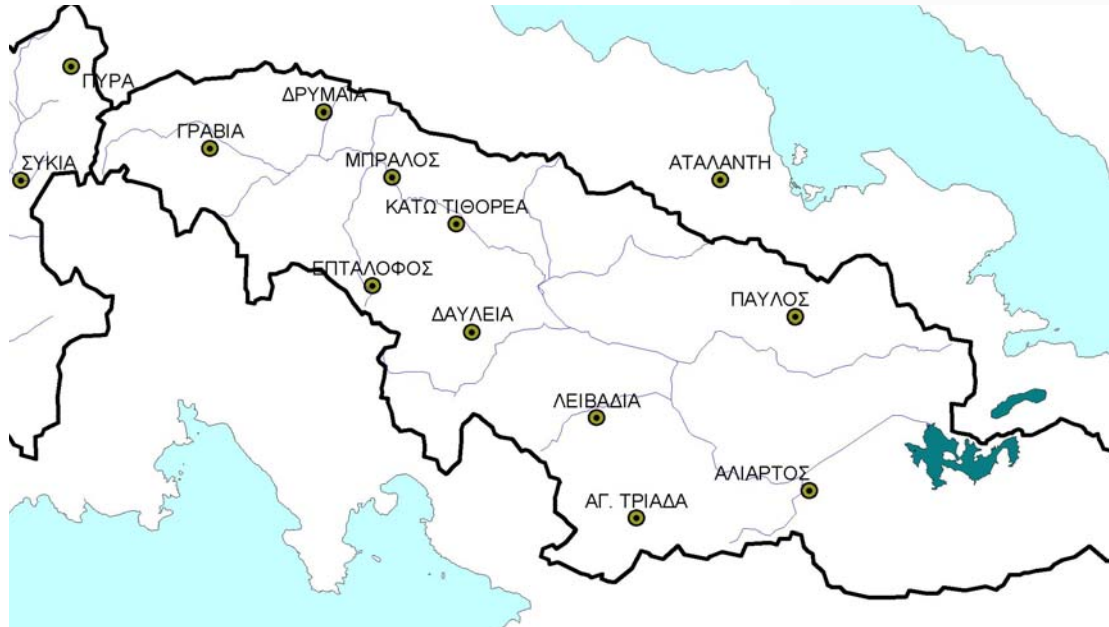 ΠΥΡΑ
ΔΡΥΜΑΙΑ
ΓΡΑΒΙΑ
ΣΥΚΙΑ
ΜΠΡΑΛΟΣ
ΑΤΑΛΑΝΤΗ
ΚΑΤΩ ΤΙΘΟΡΕΑ
ΕΠΤΑΛΟΦΟΣ
ΠΑΥΛΟΣ
ΔΑΥΛΕΙΑ
ΛΕΙΒΑΔΙΑ
ΑΛΙΑΡΤΟΣ
ΑΓ. ΤΡΙΑΔΑ